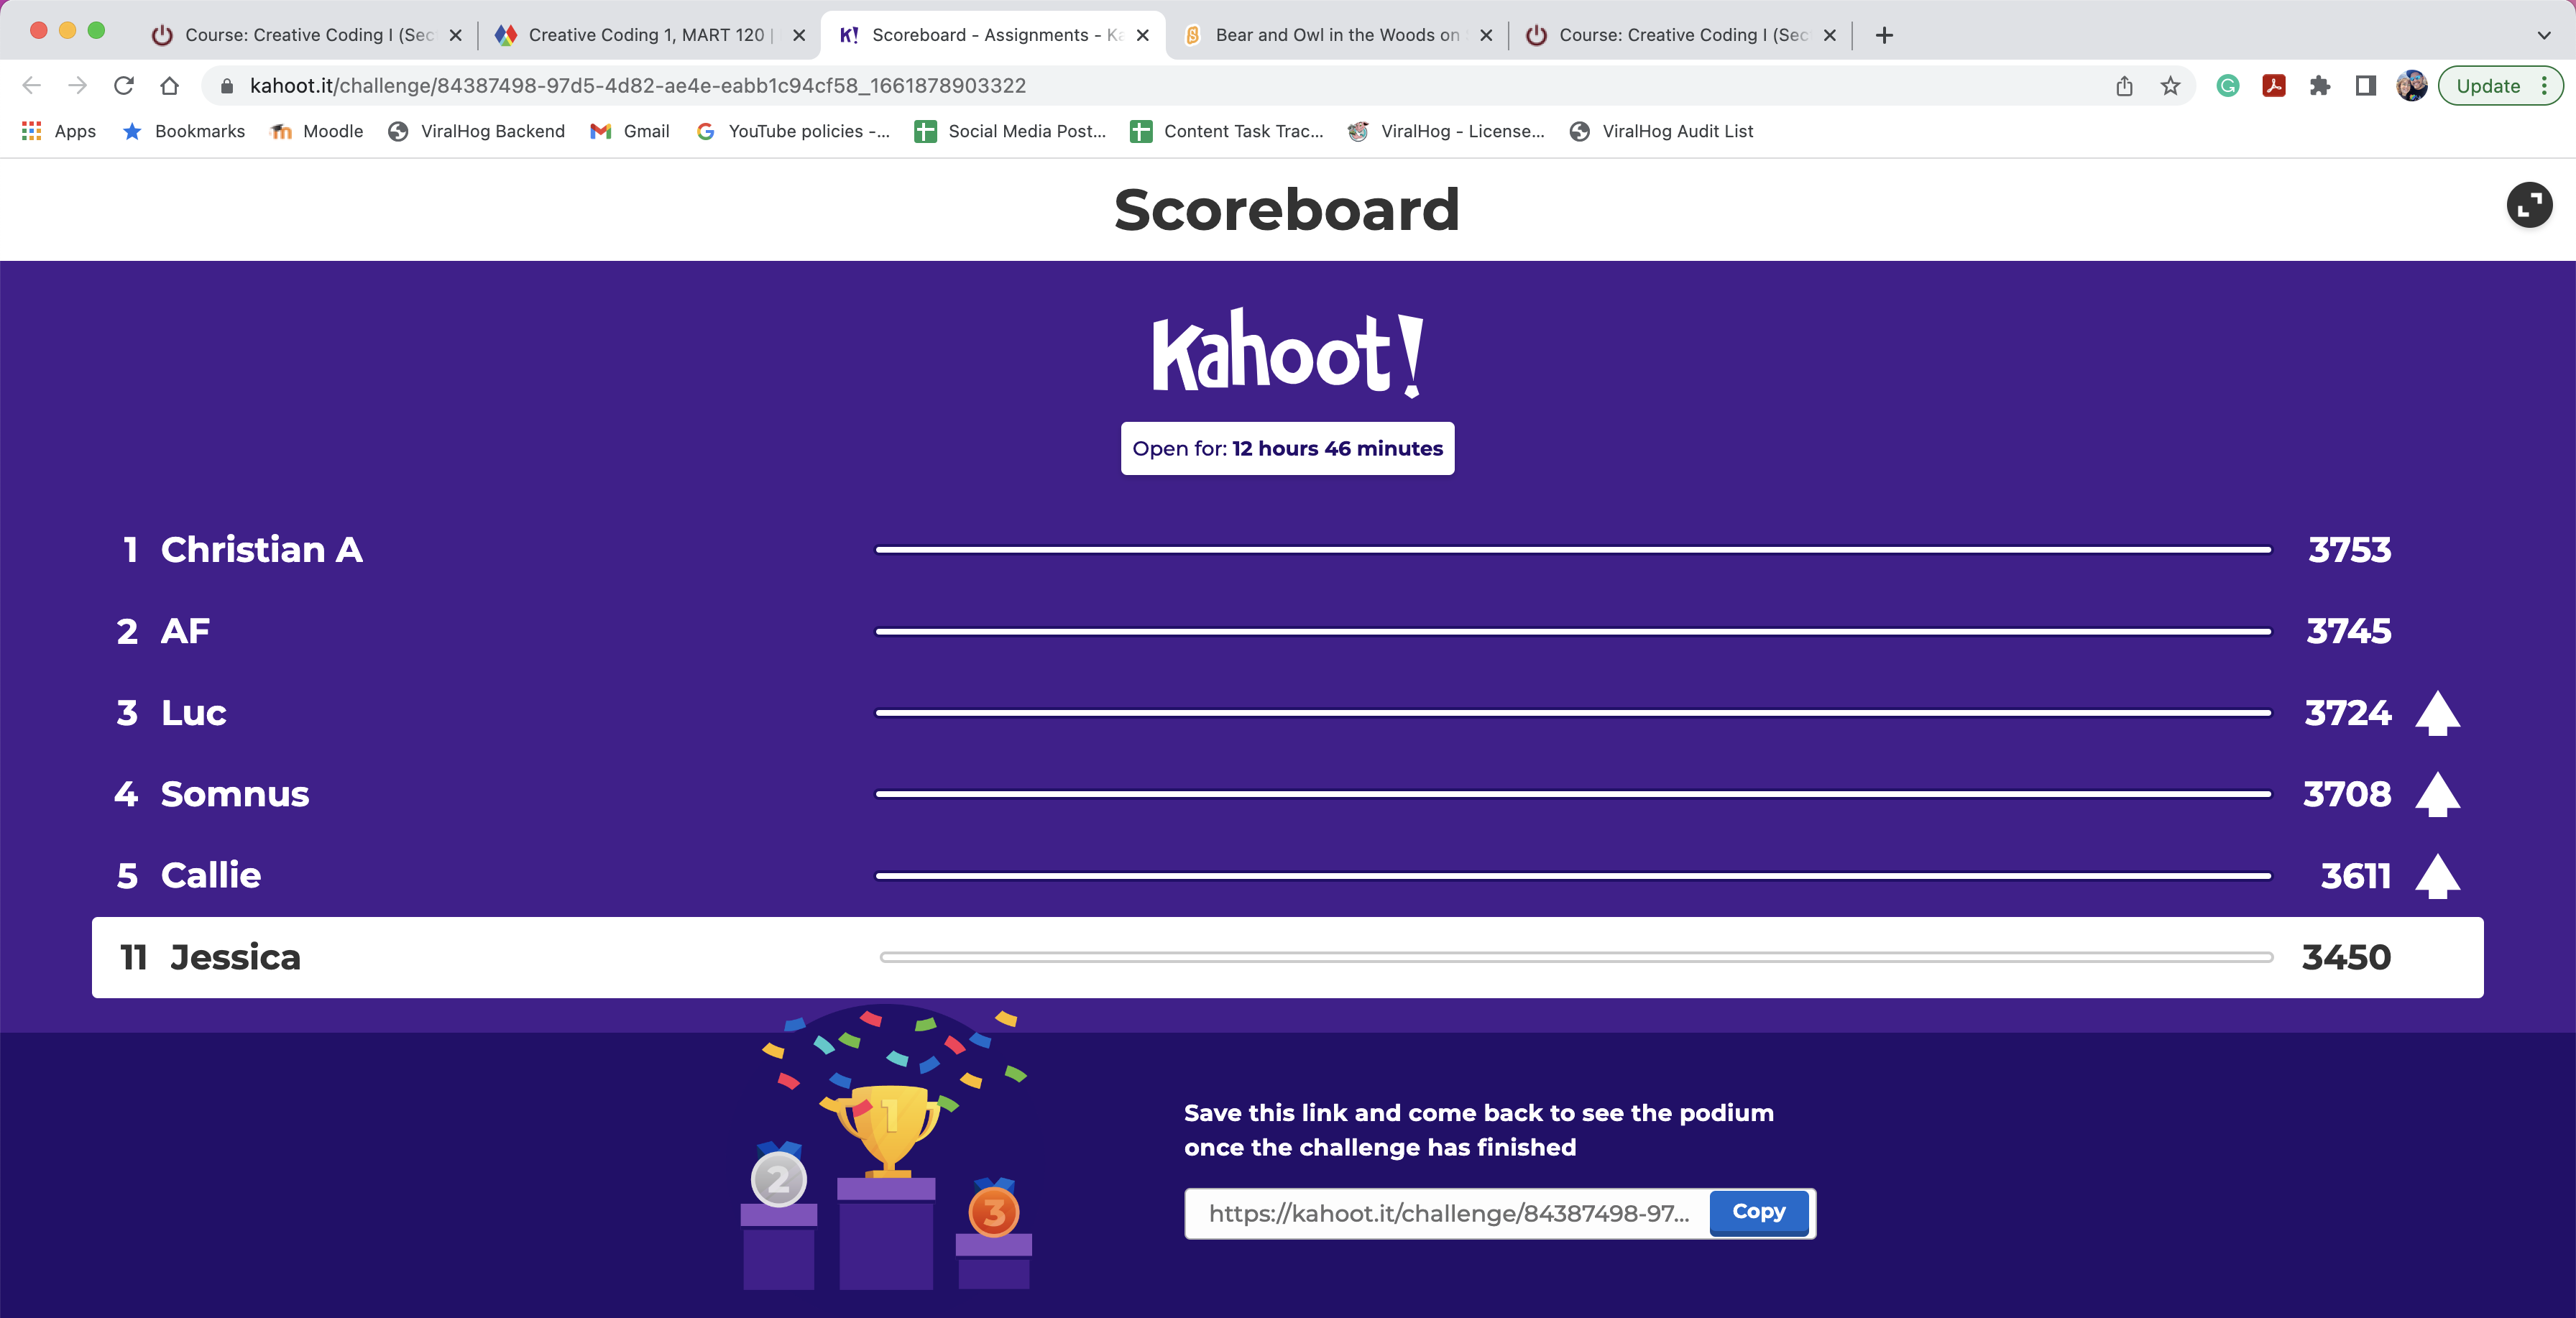 Course: Creative Coding I (Sec
Creative Coding 1, MART 120 |
K! Scoreboard - Assignments - Ka
Bear and Owl in the Woods on
Course: Creative Coding I (Sec
kahoot.it/challenge/84387498-97d5-4d82-ae4e-eabb1c94cf58_1661878903322
Update
Apps
Bookmarks
Moodle
ViralHog Backend
Gmail
YouTube policies -...
Social Media Post...
Content Task Trac...
ViralHog - License...
ViralHog Audit List
Scoreboard
Kahoot!
Open for: 12 hours 46 minutes
1 Christian A 3753
2 AF 3745
3 Luc 3724
4 Somnus 3708
5 Callie 3611
11 Jessica 3450
1
2
3
Save this link and come back to see the podium
once the challenge has finished
https://kahoot.it/challenge/84387498-97...
Copy